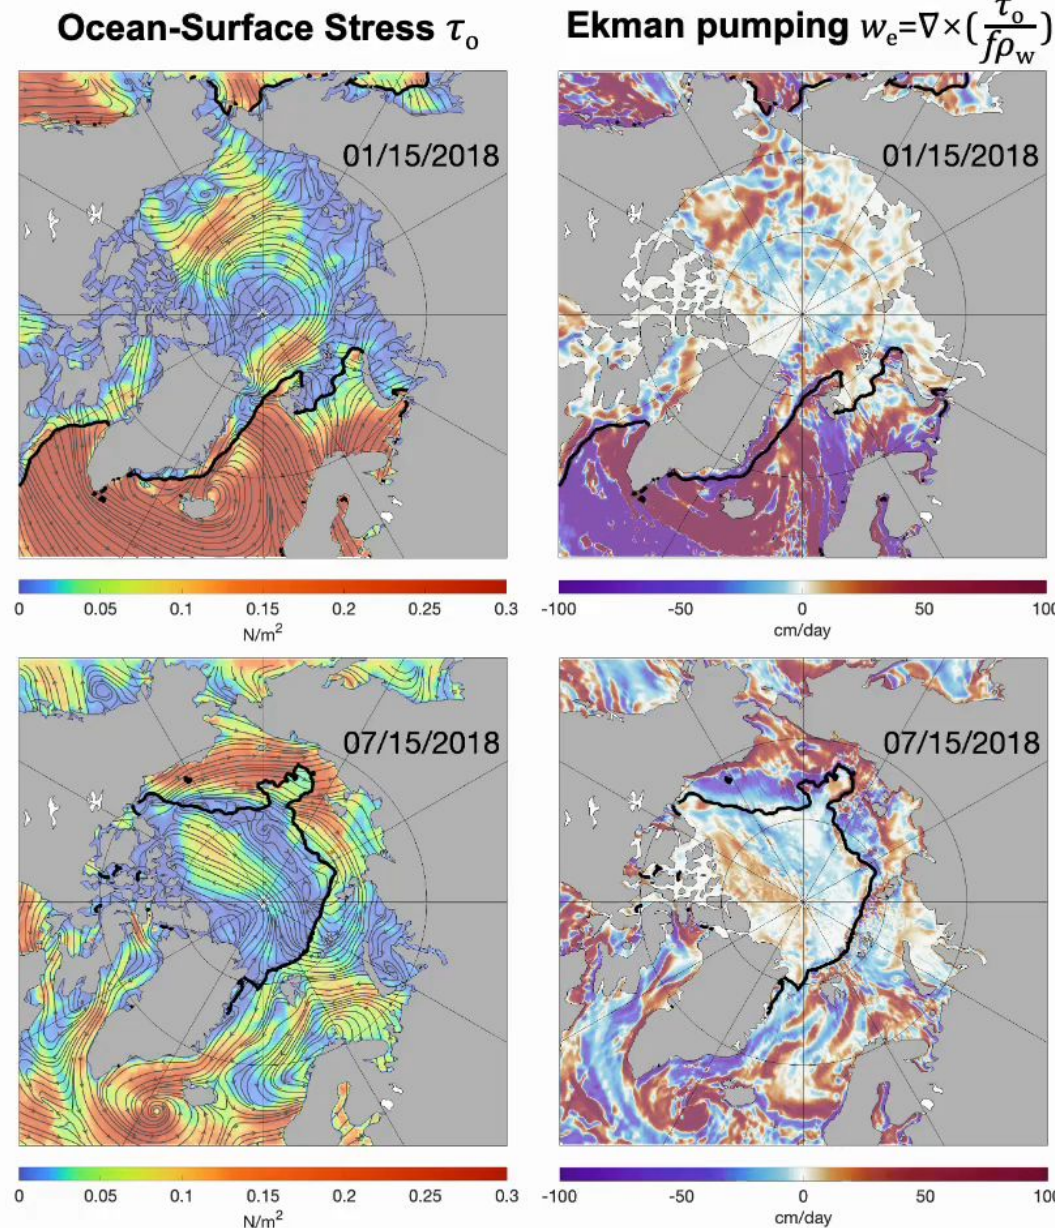 Ocean-Surface Stress τₒ
Ekman pumping wₑ=∇×(τₒ/fρ_w)
01/15/2018
01/15/2018
0 0.05 0.1 0.15 0.2 0.25 0.3
N/m²
-100 -50 0 50 100
cm/day
07/15/2018
07/15/2018
0 0.05 0.1 0.15 0.2 0.25 0.3
N/m²
-100 -50 0 50 100
cm/day